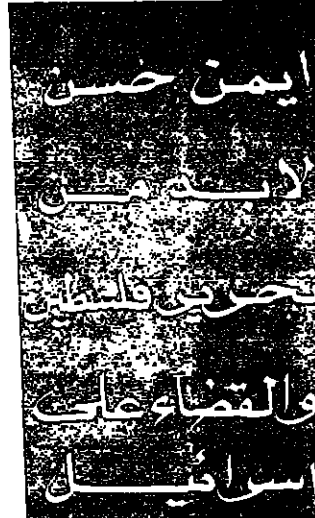 ايمن حسن
لابد من
تحرير فلسطين
والقضاء على
اسرائيل